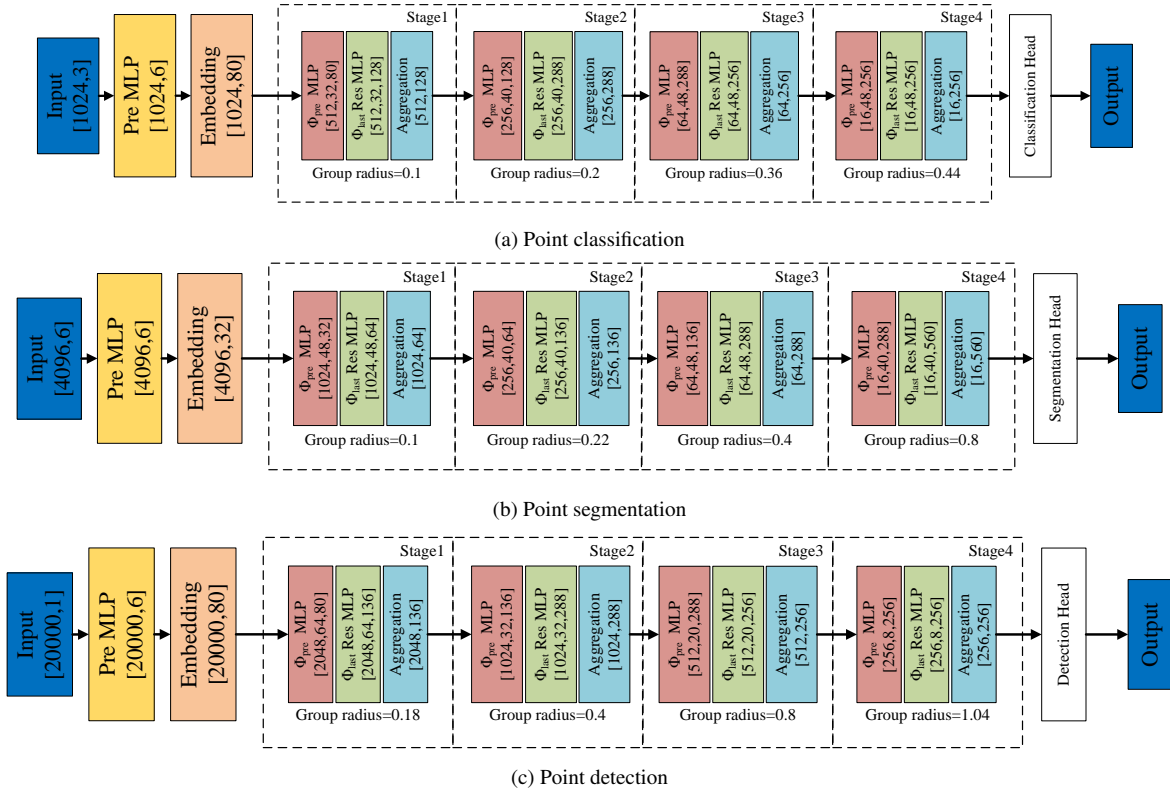 Input
[1024,3]
Pre MLP
[1024,6]
Embedding
[1024,80]
Stage1
Φpre MLP
[512,32,80]
Φlast Res MLP
[512,32,128]
Aggregation
[512,128]
Group radius=0.1
Stage2
Φpre MLP
[256,40,128]
Φlast Res MLP
[256,40,288]
Aggregation
[256,288]
Group radius=0.2
Stage3
Φpre MLP
[64,48,288]
Φlast Res MLP
[64,48,256]
Aggregation
[64,256]
Group radius=0.36
Stage4
Φpre MLP
[16,48,256]
Φlast Res MLP
[16,48,256]
Aggregation
[16,256]
Group radius=0.44
Classification Head
Output
(a) Point classification
Input
[4096,6]
Pre MLP
[4096,6]
Embedding
[4096,32]
Stage1
Φpre MLP
[1024,48,32]
Φlast Res MLP
[1024,48,64]
Aggregation
[1024,64]
Group radius=0.1
Stage2
Φpre MLP
[256,40,64]
Φlast Res MLP
[256,40,136]
Aggregation
[256,136]
Group radius=0.22
Stage3
Φpre MLP
[64,48,136]
Φlast Res MLP
[64,48,288]
Aggregation
[64,288]
Group radius=0.4
Stage4
Φpre MLP
[16,40,288]
Φlast Res MLP
[16,40,560]
Aggregation
[16,560]
Group radius=0.8
Segmentation Head
Output
(b) Point segmentation
Input
[20000,1]
Pre MLP
[20000,6]
Embedding
[20000,80]
Stage1
Φpre MLP
[2048,64,80]
Φlast Res MLP
[2048,64,136]
Aggregation
[2048,136]
Group radius=0.18
Stage2
Φpre MLP
[1024,32,136]
Φlast Res MLP
[1024,32,288]
Aggregation
[1024,288]
Group radius=0.4
Stage3
Φpre MLP
[512,20,288]
Φlast Res MLP
[512,20,256]
Aggregation
[512,256]
Group radius=0.8
Stage4
Φpre MLP
[256,8,256]
Φlast Res MLP
[256,8,256]
Aggregation
[256,256]
Group radius=1.04
Detection Head
Output
(c) Point detection